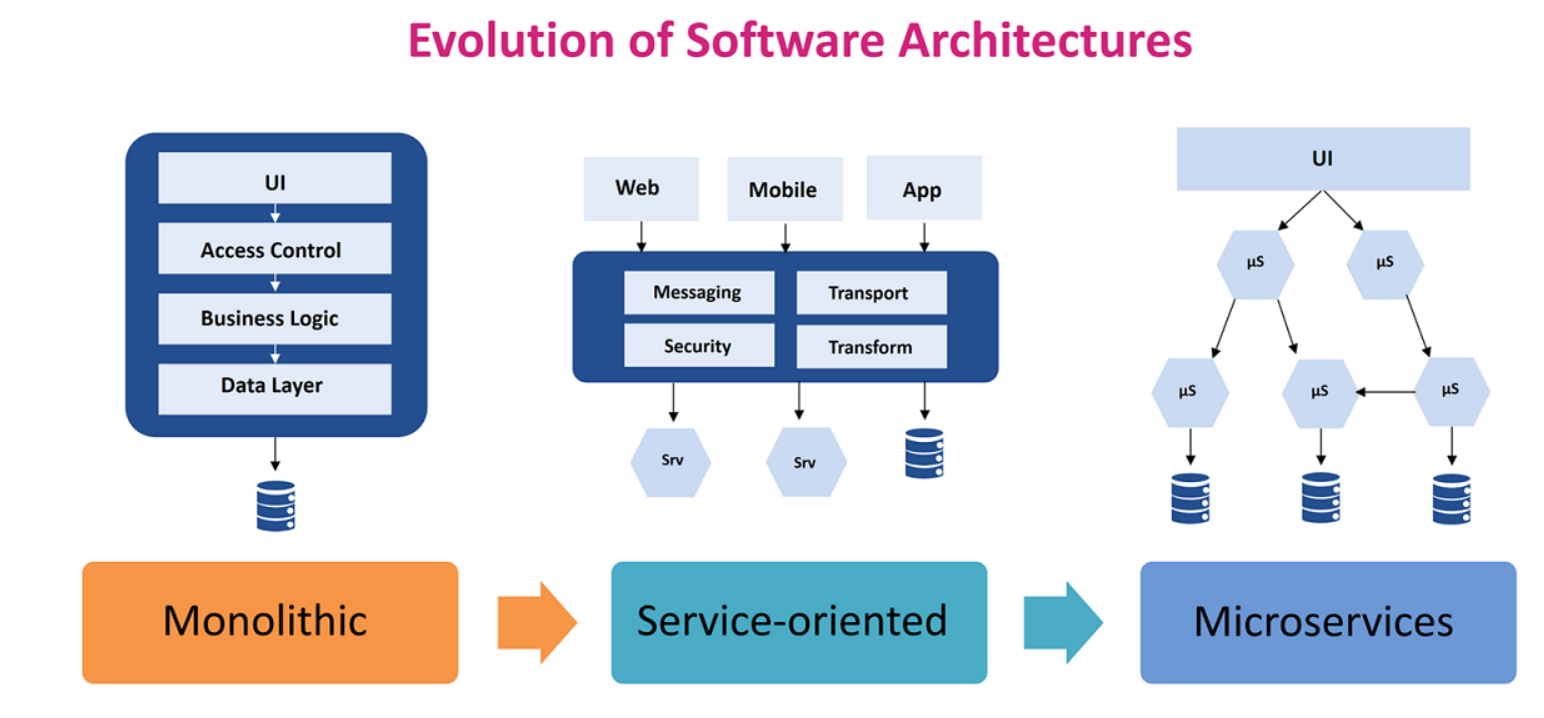 Evolution of Software Architectures
UI
Access Control
Business Logic
Data Layer
Web
Mobile
App
Messaging
Transport
Security
Transform
Srv
Srv
UI
µS
µS
µS
µS
µS
Monolithic
Service-oriented
Microservices